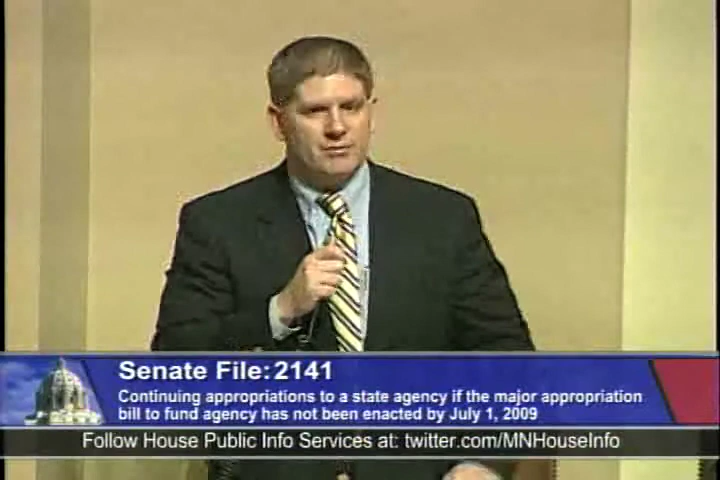 Senate File: 2141
Continuing appropriations to a state agency if the major appropriation
bill to fund agency has not been enacted by July 1, 2009
Follow House Public Info Services at: twitter.com/MNHouseInfo